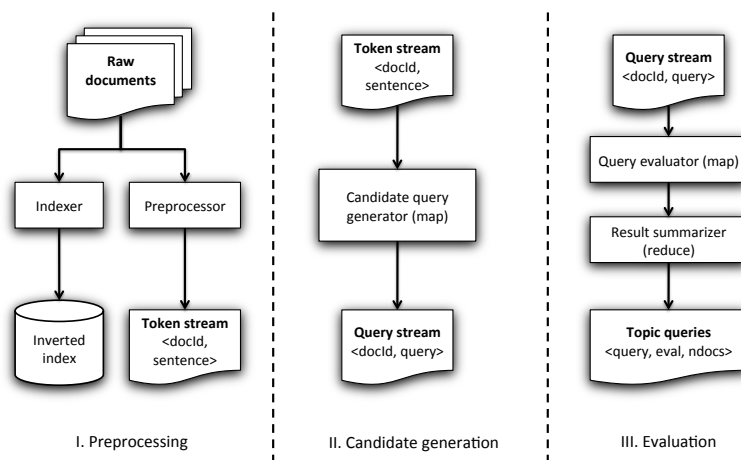 Raw
documents
Indexer
Preprocessor
Inverted
index
Token stream
<docId,
sentence>
I. Preprocessing
Token stream
<docId,
sentence>
Candidate query
generator (map)
Query stream
<docId, query>
II. Candidate generation
Query stream
<docId, query>
Query evaluator (map)
Result summarizer
(reduce)
Topic queries
<query, eval, ndocs>
III. Evaluation